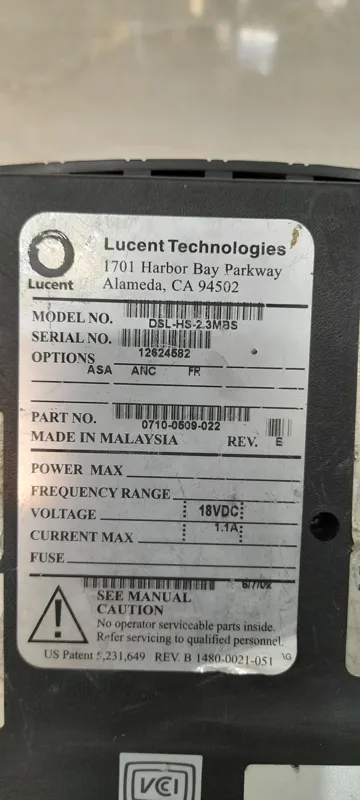 Lucent Technologies
1701 Harbor Bay Parkway
Lucent
Alameda, CA 94502
MODEL NO. DSL-HS-2.3MBS
SERIAL NO. 12624582
OPTIONS
ASA ANC FR
PART NO. 0710-0509-022
MADE IN MALAYSIA REV. E
POWER MAX
FREQUENCY RANGE
VOLTAGE 18VDC
CURRENT MAX 1.1A
FUSE
6/7/02
SEE MANUAL
CAUTION
No operator serviceable parts inside.
Refer servicing to qualified personnel.
US Patent 5,231,649 REV. B 1480-0021-051 AG
VCCI